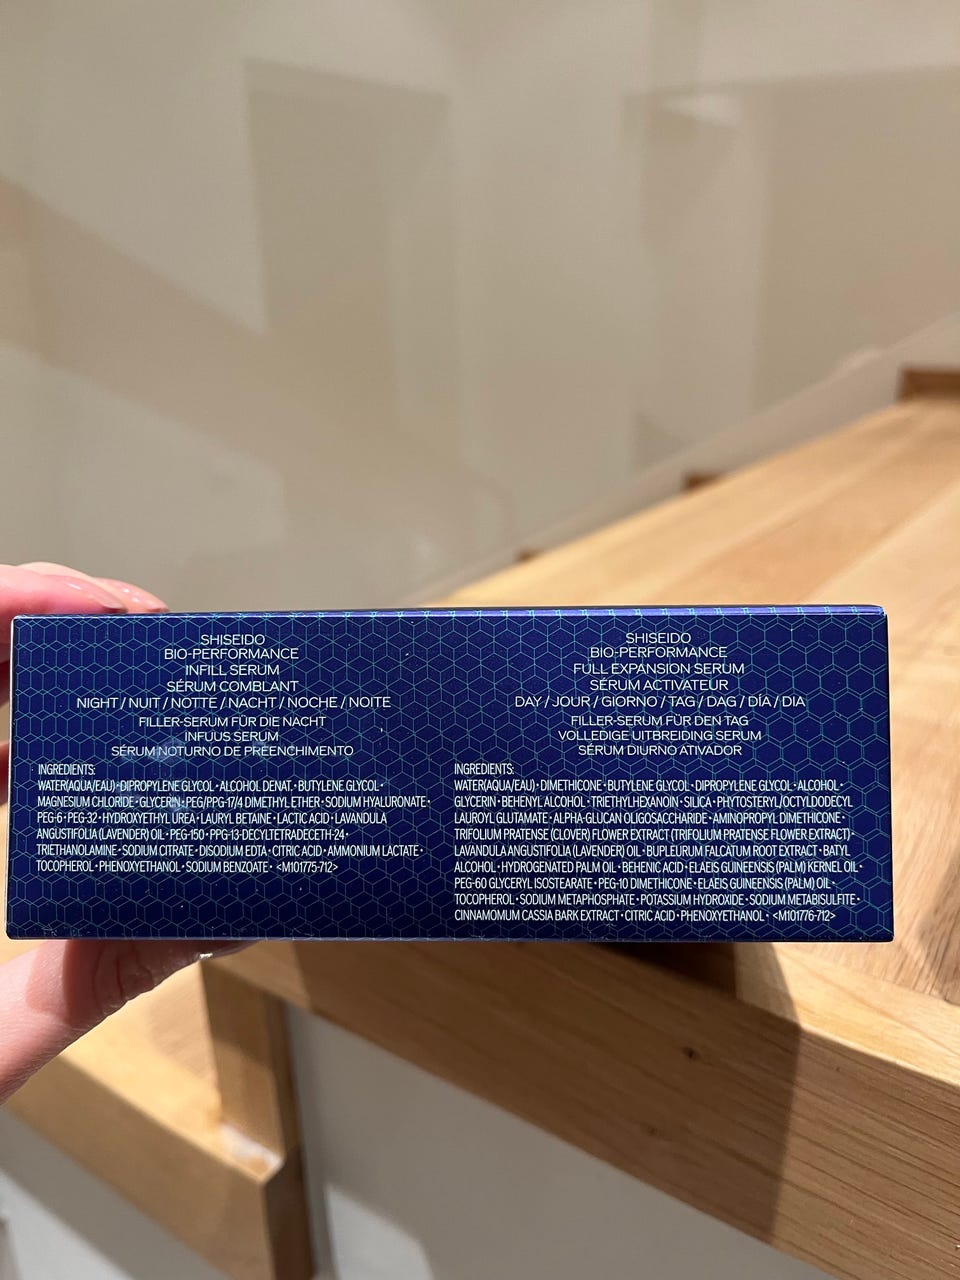 SHISEIDO
BIO-PERFORMANCE
INFILL SERUM
SÉRUM COMBLANT
NIGHT / NUIT / NOTTE / NACHT / NOCHE / NOITE
FILLER-SERUM FÜR DIE NACHT
INFUUS SERUM
SÉRUM NOTURNO DE PREENCHIMENTO
INGREDIENTS:
WATER(AQUA/EAU)・DIPROPYLENE GLYCOL・ALCOHOL DENAT.・BUTYLENE GLYCOL・
MAGNESIUM CHLORIDE・GLYCERIN・PEG/PPG-17/4 DIMETHYL ETHER・SODIUM HYALURONATE・
PEG-6・PEG-32・HYDROXYETHYL UREA・LAURYL BETAINE・LACTIC ACID・LAVANDULA
ANGUSTIFOLIA (LAVENDER) OIL・PEG-150・PPG-13-DECYLTETRADECETH-24・
TRIETHANOLAMINE・SODIUM CITRATE・DISODIUM EDTA・CITRIC ACID・AMMONIUM LACTATE・
TOCOPHEROL・PHENOXYETHANOL・SODIUM BENZOATE・ <M101775-712>
SHISEIDO
BIO-PERFORMANCE
FULL EXPANSION SERUM
SÉRUM ACTIVATEUR
DAY / JOUR / GIORNO / TAG / DAG / DÍA / DIA
FILLER-SERUM FÜR DEN TAG
VOLLEDIGE UITBREIDING SERUM
SÉRUM DIURNO ATIVADOR
INGREDIENTS:
WATER(AQUA/EAU)・DIMETHICONE・BUTYLENE GLYCOL・DIPROPYLENE GLYCOL・ALCOHOL・
GLYCERIN・BEHENYL ALCOHOL・TRIETHYLHEXANOIN・SILICA・PHYTOSTERYL/OCTYLDODECYL
LAUROYL GLUTAMATE・ALPHA-GLUCAN OLIGOSACCHARIDE・AMINOPROPYL DIMETHICONE・
TRIFOLIUM PRATENSE (CLOVER) FLOWER EXTRACT (TRIFOLIUM PRATENSE FLOWER EXTRACT)・
LAVANDULA ANGUSTIFOLIA (LAVENDER) OIL・BUPLEURUM FALCATUM ROOT EXTRACT・BATYL
ALCOHOL・HYDROGENATED PALM OIL・BEHENIC ACID・ELAEIS GUINEENSIS (PALM) KERNEL OIL・
PEG-60 GLYCERYL ISOSTEARATE・PEG-10 DIMETHICONE・ELAEIS GUINEENSIS (PALM) OIL・
TOCOPHEROL・SODIUM METAPHOSPHATE・POTASSIUM HYDROXIDE・SODIUM METABISULFITE・
CINNAMOMUM CASSIA BARK EXTRACT・CITRIC ACID・PHENOXYETHANOL・ <M101776-712>